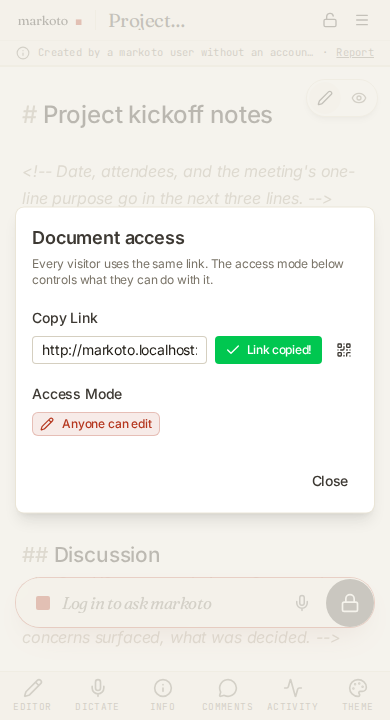 markoto
Project...
Created by a markoto user without an accoun… · Report
# Project kickoff notes
<!-- Date, attendees, and the meeting's one-
line purpose go in the next three lines. -->
Document access
Every visitor uses the same link. The access mode below
controls what they can do with it.
Copy Link
http://markoto.localhost:
Link copied!
Access Mode
Anyone can edit
Close
## Discussion
Log in to ask markoto
concerns surfaced, what was decided. -->
EDITOR
DICTATE
INFO
COMMENTS
ACTIVITY
THEME